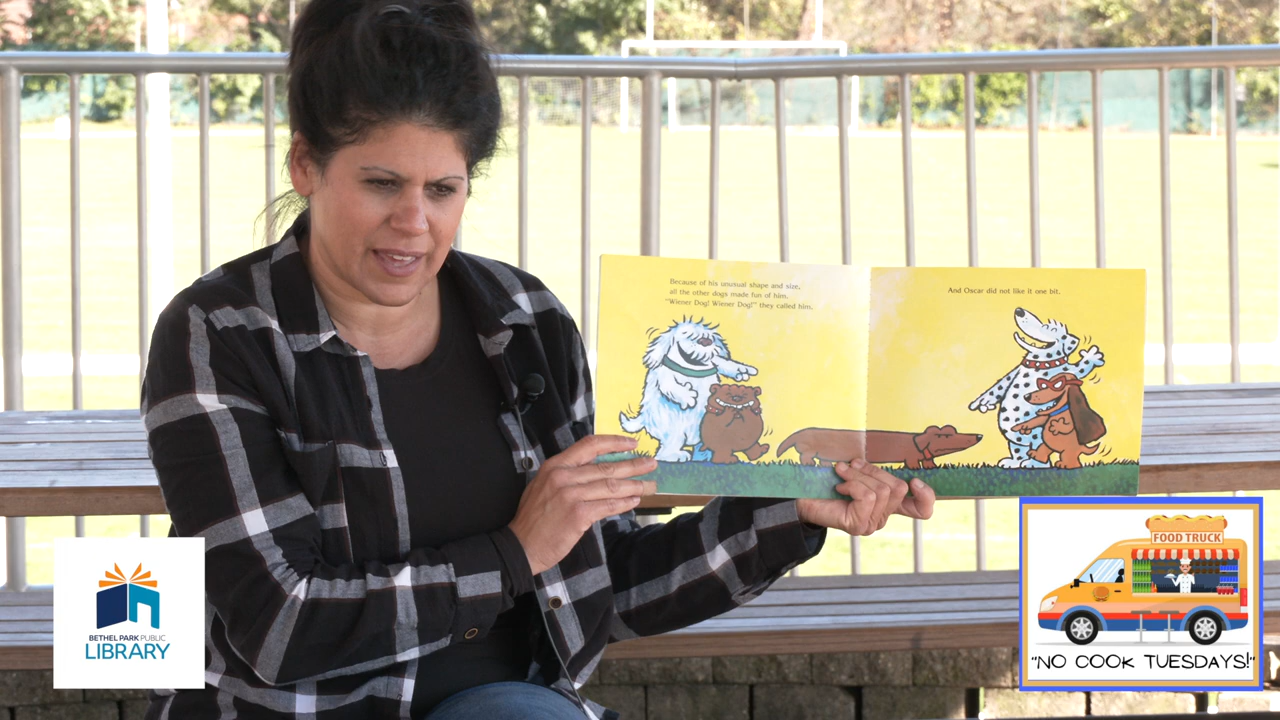 Because of his unusual shape and size,
all the other dogs made fun of him.
"Wiener Dog! Wiener Dog!" they called him.
And Oscar did not like it one bit.
BETHEL PARK PUBLIC
LIBRARY
FOOD TRUCK
"NO COOK TUESDAYS!"